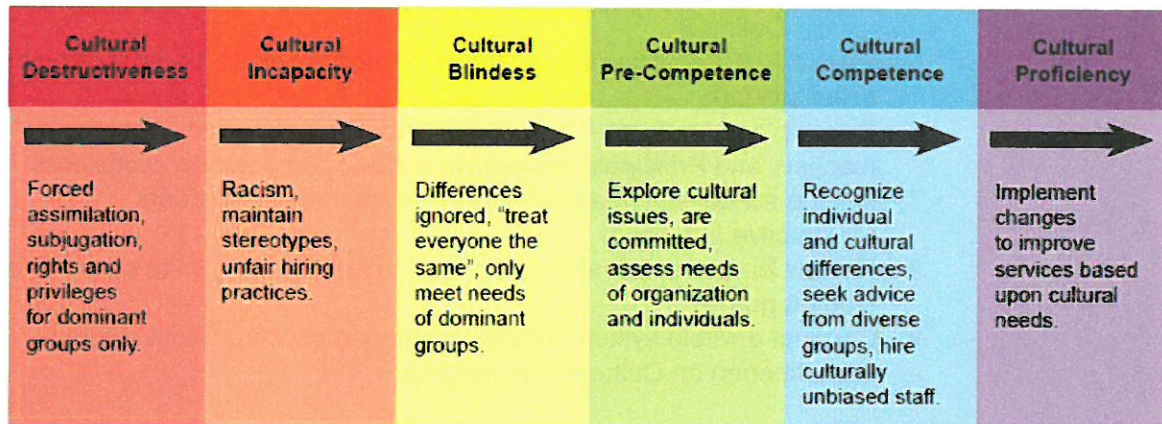 Cultural
Destructiveness
Cultural
Incapacity
Cultural
Blindess
Cultural
Pre-Competence
Cultural
Competence
Cultural
Proficiency
Forced
assimilation,
subjugation,
rights and
privileges
for dominant
groups only.
Racism,
maintain
stereotypes,
unfair hiring
practices.
Differences
ignored, “treat
everyone the
same”, only
meet needs
of dominant
groups.
Explore cultural
issues, are
committed,
assess needs
of organization
and individuals.
Recognize
individual
and cultural
differences,
seek advice
from diverse
groups, hire
culturally
unbiased staff.
Implement
changes
to improve
services based
upon cultural
needs.